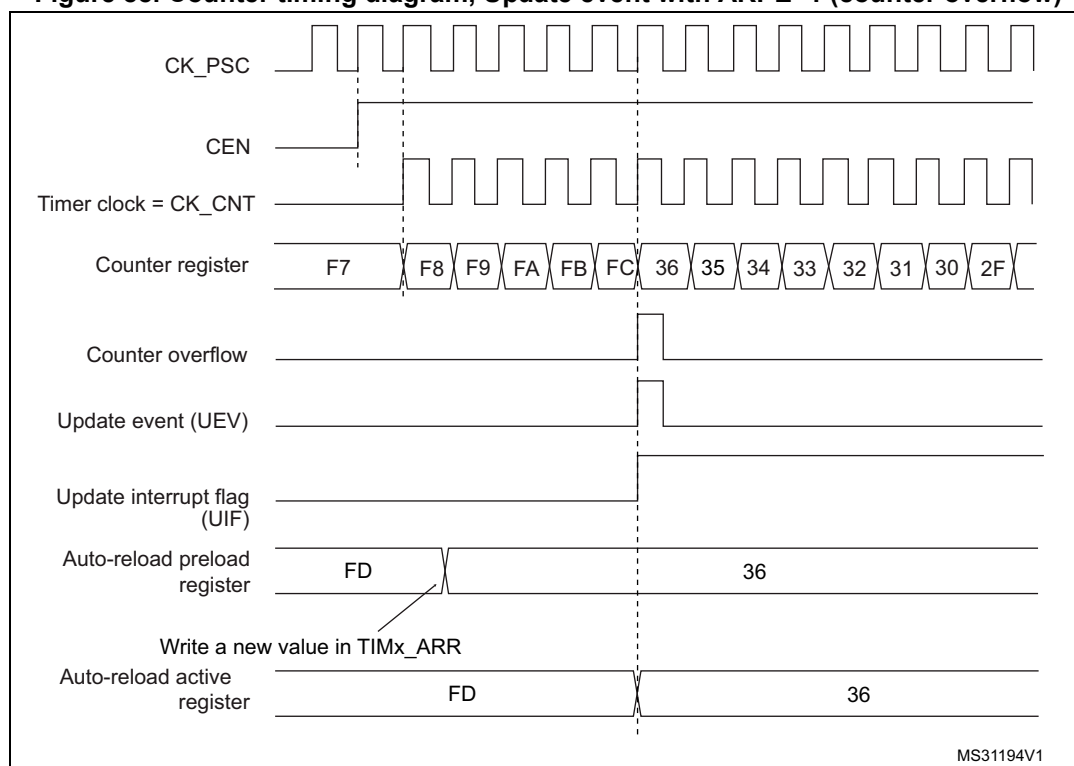 CK_PSC
CEN
Timer clock = CK_CNT
Counter register F7 F8 F9 FA FB FC 36 35 34 33 32 31 30 2F
Counter overflow
Update event (UEV)
Update interrupt flag
(UIF)
Auto-reload preload
register
FD 36
Write a new value in TIMx_ARR
Auto-reload active
register
FD 36
MS31194V1